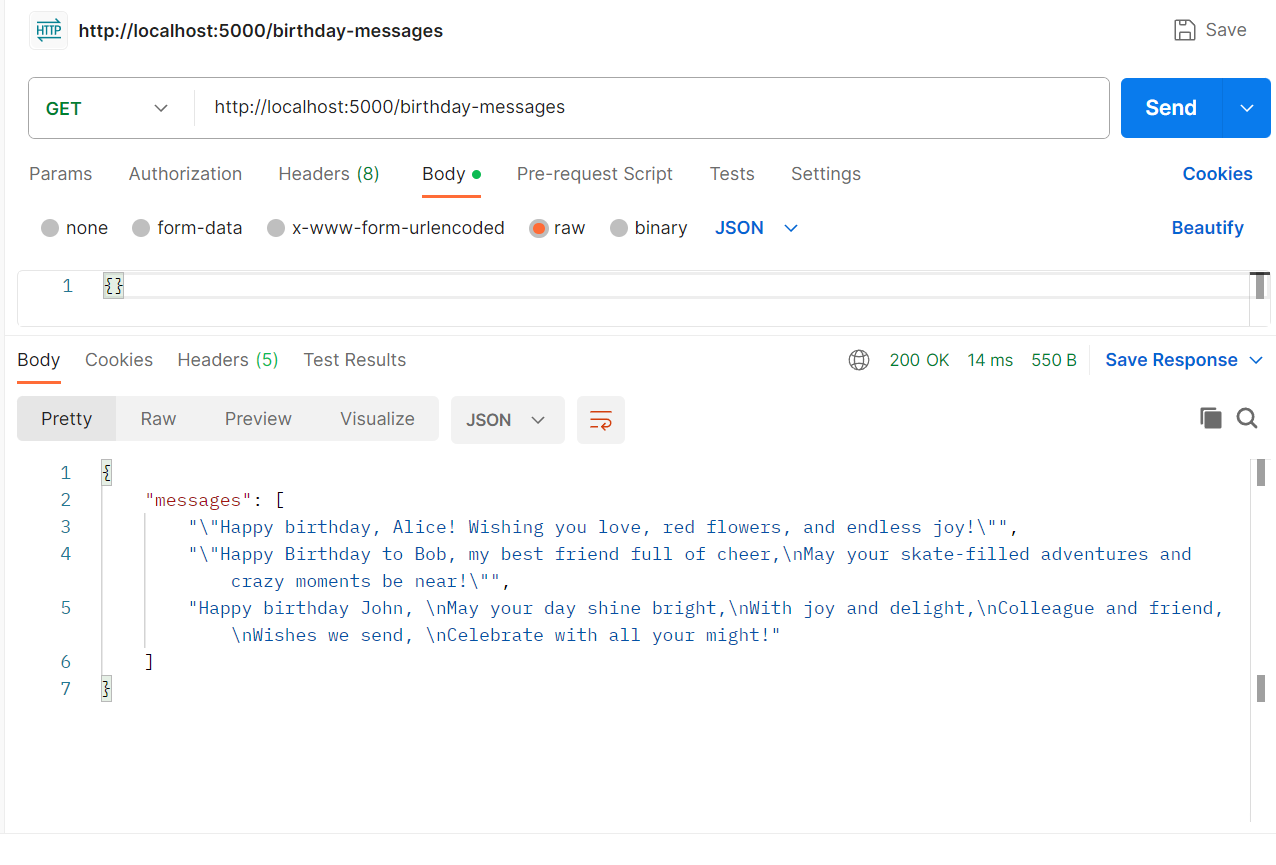 HTTP http://localhost:5000/birthday-messages Save
GET http://localhost:5000/birthday-messages Send
Params Authorization Headers (8) Body Pre-request Script Tests Settings Cookies
none form-data x-www-form-urlencoded raw binary JSON Beautify
1 {}
Body Cookies Headers (5) Test Results 200 OK 14 ms 550 B Save Response
Pretty Raw Preview Visualize JSON
1 {
2 "messages": [
3 "\"Happy birthday, Alice! Wishing you love, red flowers, and endless joy!\"",
4 "\"Happy Birthday to Bob, my best friend full of cheer,\nMay your skate-filled adventures and
crazy moments be near!\"",
5 "Happy birthday John, \nMay your day shine bright,\nWith joy and delight,\nColleague and friend,
\nWishes we send, \nCelebrate with all your might!"
6 ]
7 }